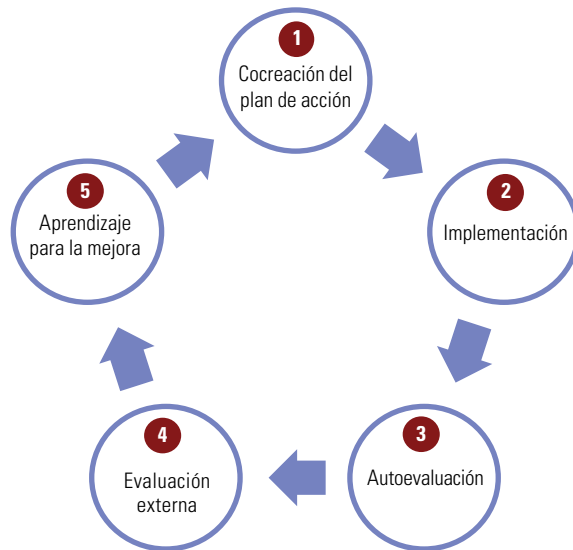 1
Cocreación del
plan de acción
2
Implementación
3
Autoevaluación
4
Evaluación
externa
5
Aprendizaje
para la mejora